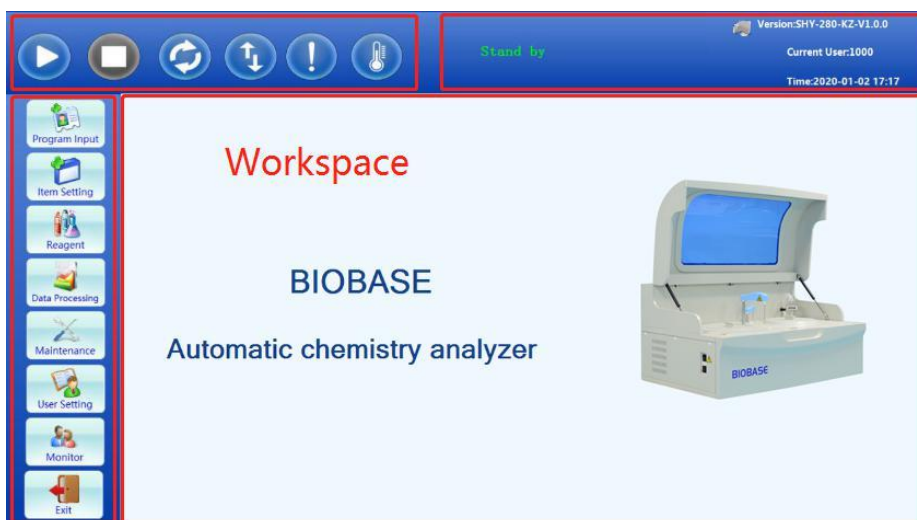 Version:SHY-280-KZ-V1.0.0
Stand by
Current User:1000
Time:2020-01-02 17:17
Program Input
Item Setting
Reagent
Data Processing
Maintenance
User Setting
Monitor
Exit
Workspace
BIOBASE
Automatic chemistry analyzer
BIOBASE